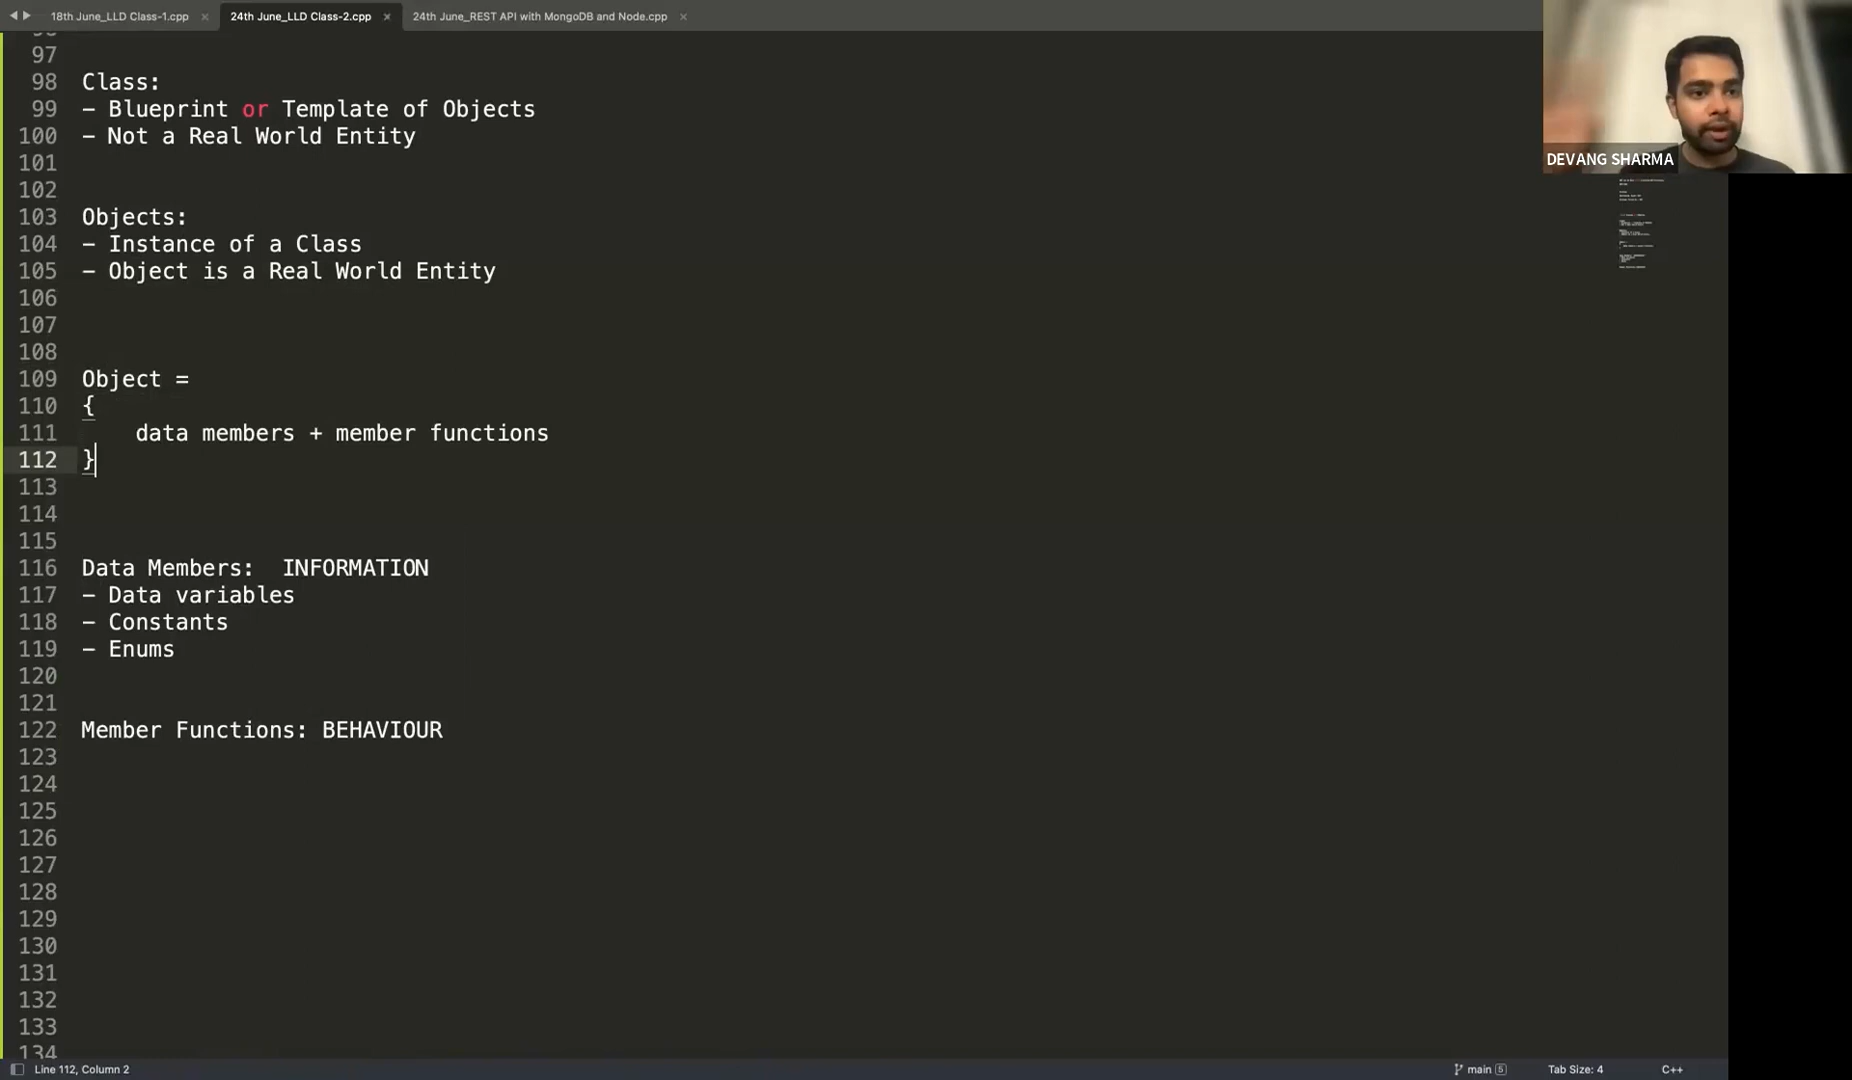 18th June_LLD Class-1.cpp
24th June_LLD Class-2.cpp
24th June_REST API with MongoDB and Node.cpp
97
98 Class:
99 - Blueprint or Template of Objects
100 - Not a Real World Entity
101
102
103 Objects:
104 - Instance of a Class
105 - Object is a Real World Entity
106
107
108
109 Object =
110 {
111 data members + member functions
112 }
113
114
115
116 Data Members:  INFORMATION
117 - Data variables
118 - Constants
119 - Enums
120
121
122 Member Functions: BEHAVIOUR
123
124
125
126
127
128
129
130
131
132
133
134
DEVANG SHARMA
Line 112, Column 2
main 5
Tab Size: 4
C++